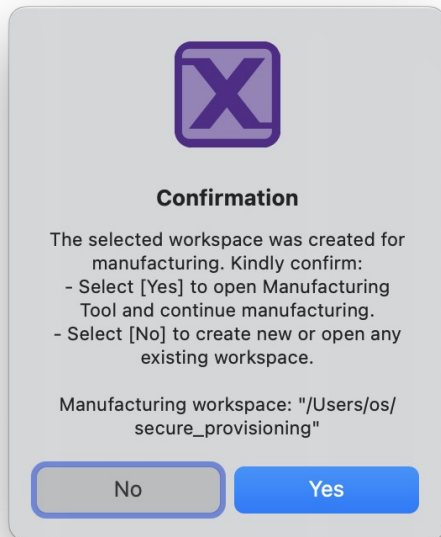 X
Confirmation
The selected workspace was created for
manufacturing. Kindly confirm:
- Select [Yes] to open Manufacturing
Tool and continue manufacturing.
- Select [No] to create new or open any
existing workspace.
Manufacturing workspace: "/Users/os/
secure_provisioning"
No
Yes